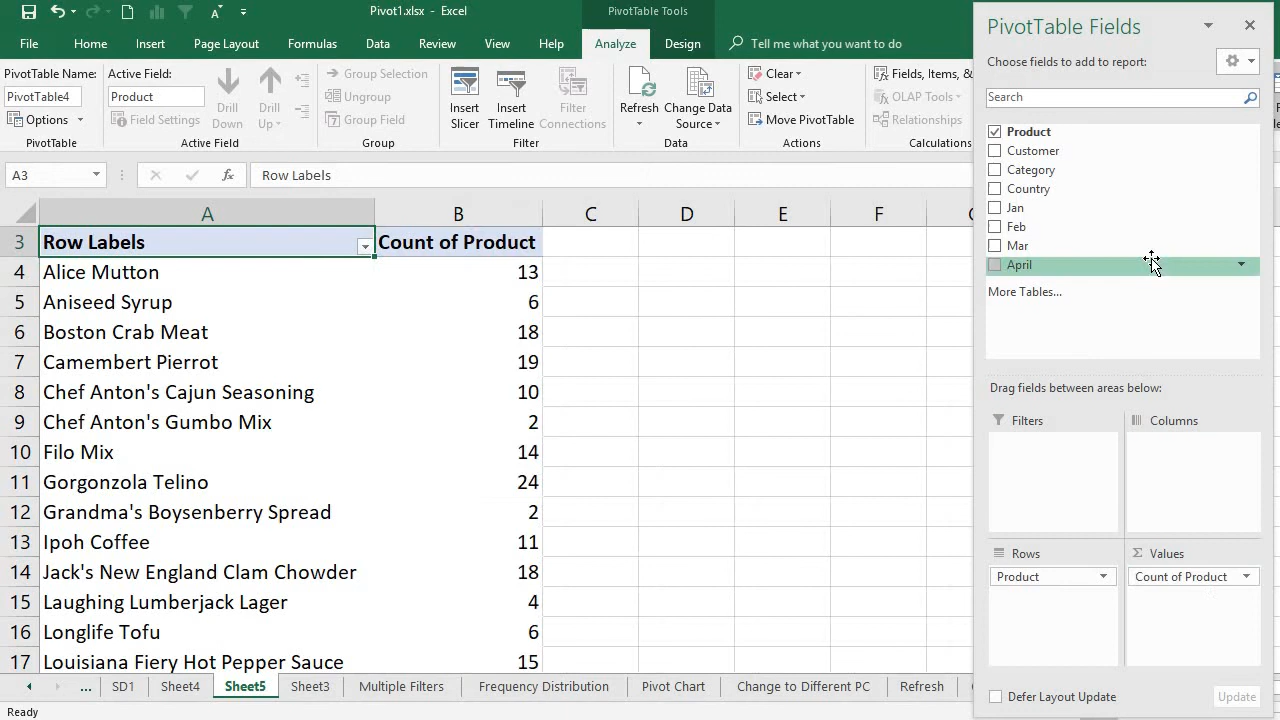 Pivot1.xlsx - Excel
PivotTable Tools
File Home Insert Page Layout Formulas Data Review View Help Analyze Design Tell me what you want to do
PivotTable Name:
PivotTable4
Options
PivotTable
Active Field:
Product
Field Settings
Drill Down
Drill Up
Active Field
Group Selection
Ungroup
Group Field
Group
Insert Slicer
Insert Timeline
Filter Connections
Filter
Refresh
Change Data Source
Data
Clear
Select
Move PivotTable
Actions
Fields, Items, &
OLAP Tools
Relationships
Calculations
A3
fx
Row Labels
A B C D E F
3 Row Labels Count of Product
4 Alice Mutton 13
5 Aniseed Syrup 6
6 Boston Crab Meat 18
7 Camembert Pierrot 19
8 Chef Anton's Cajun Seasoning 10
9 Chef Anton's Gumbo Mix 2
10 Filo Mix 14
11 Gorgonzola Telino 24
12 Grandma's Boysenberry Spread 2
13 Ipoh Coffee 11
14 Jack's New England Clam Chowder 18
15 Laughing Lumberjack Lager 4
16 Longlife Tofu 6
17 Louisiana Fiery Hot Pepper Sauce 15
... SD1 Sheet4 Sheet5 Sheet3 Multiple Filters Frequency Distribution Pivot Chart Change to Different PC Refresh
Ready
PivotTable Fields
Choose fields to add to report:
Search
Product
Customer
Category
Country
Jan
Feb
Mar
April
More Tables...
Drag fields between areas below:
Filters
Columns
Rows
Product
Σ Values
Count of Product
Defer Layout Update
Update